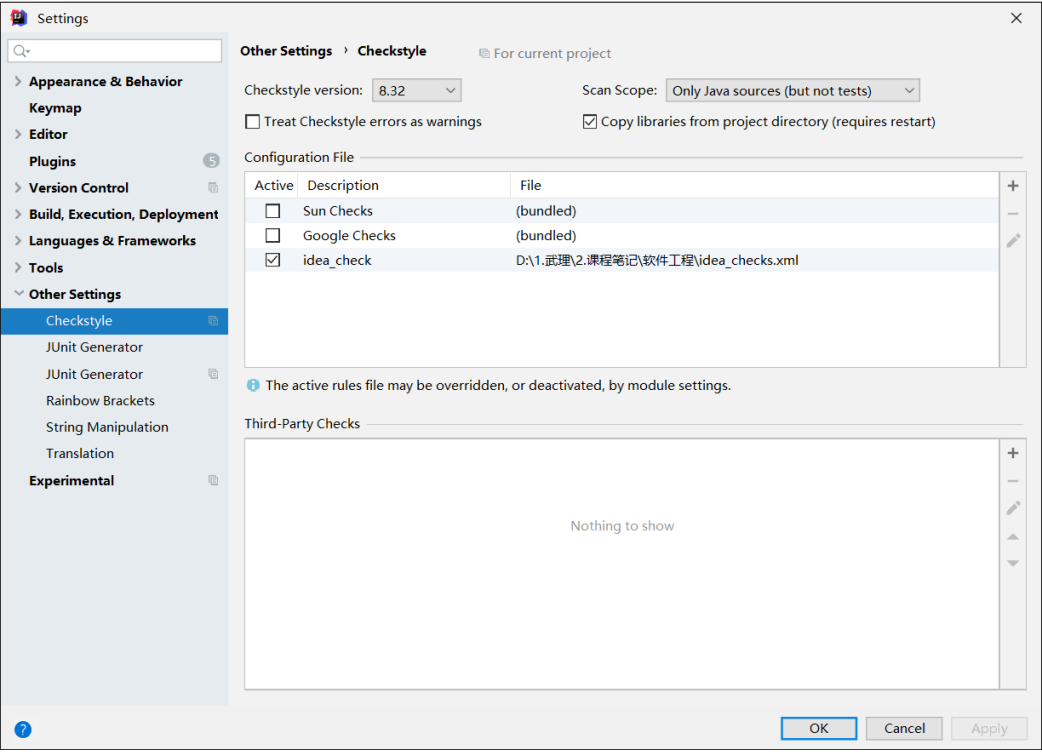 Settings
Other Settings › Checkstyle For current project
Appearance & Behavior
Keymap
Editor
Plugins 5
Version Control
Build, Execution, Deployment
Languages & Frameworks
Tools
Other Settings
Checkstyle
JUnit Generator
JUnit Generator
Rainbow Brackets
String Manipulation
Translation
Experimental
Checkstyle version: 8.32 Scan Scope: Only Java sources (but not tests)
Treat Checkstyle errors as warnings Copy libraries from project directory (requires restart)
Configuration File
Active Description File
Sun Checks (bundled)
Google Checks (bundled)
idea_check D:\1.武理\2.课程笔记\软件工程\idea_checks.xml
The active rules file may be overridden, or deactivated, by module settings.
Third-Party Checks
Nothing to show
? OK Cancel Apply